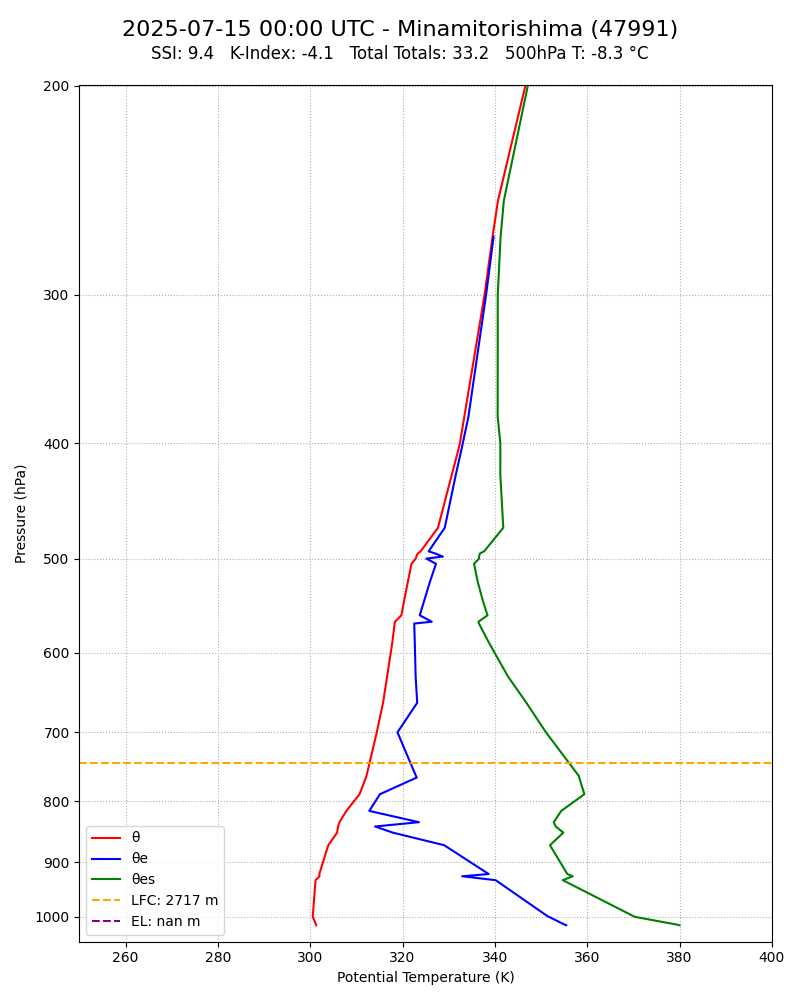 2025-07-15 00:00 UTC - Minamitorishima (47991)
SSI: 9.4   K-Index: -4.1   Total Totals: 33.2   500hPa T: -8.3 °C
200
300
400
500
600
700
800
900
1000
Pressure (hPa)
θ
θe
θes
LFC: 2717 m
EL: nan m
260 280 300 320 340 360 380 400
Potential Temperature (K)